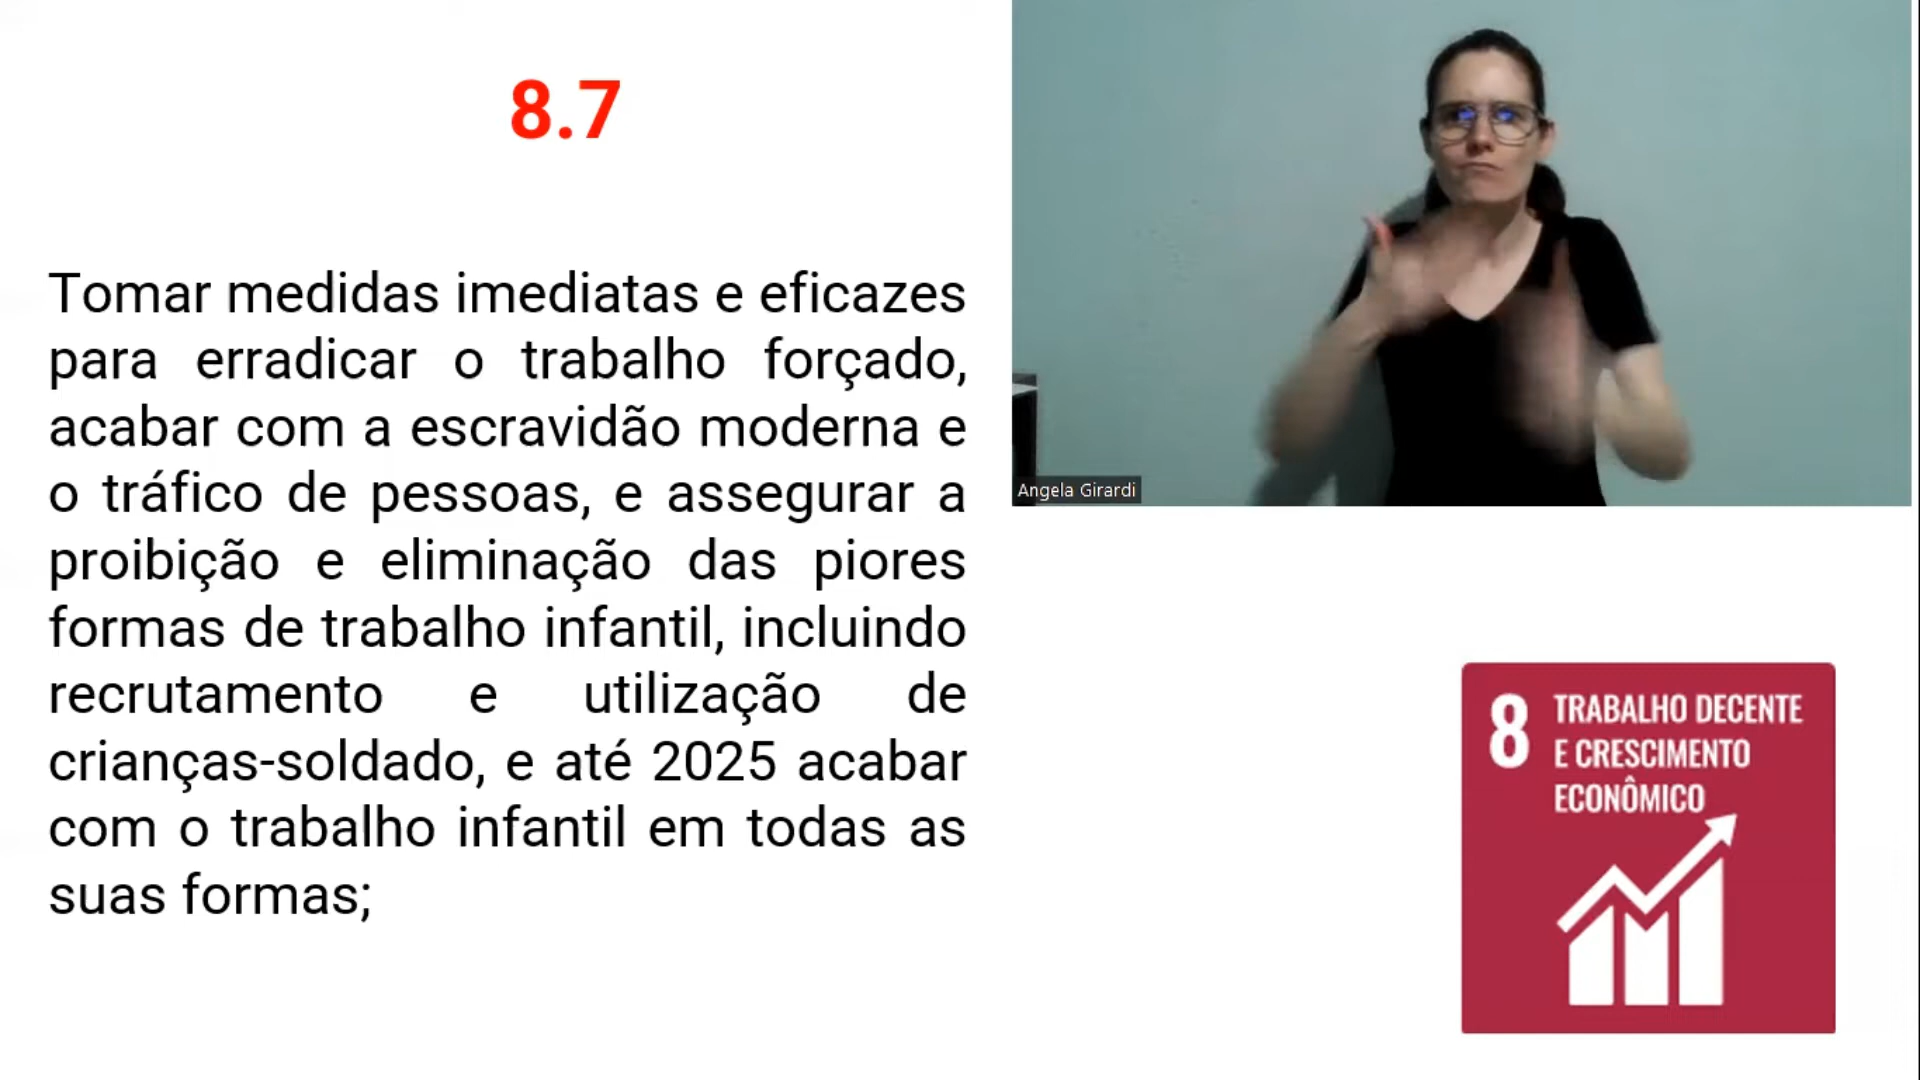 8.7
Tomar medidas imediatas e eficazes
para erradicar o trabalho forçado,
acabar com a escravidão moderna e
o tráfico de pessoas, e assegurar a
proibição e eliminação das piores
formas de trabalho infantil, incluindo
recrutamento e utilização de
crianças-soldado, e até 2025 acabar
com o trabalho infantil em todas as
suas formas;
Angela Girardi
8 TRABALHO DECENTE
E CRESCIMENTO
ECONÔMICO